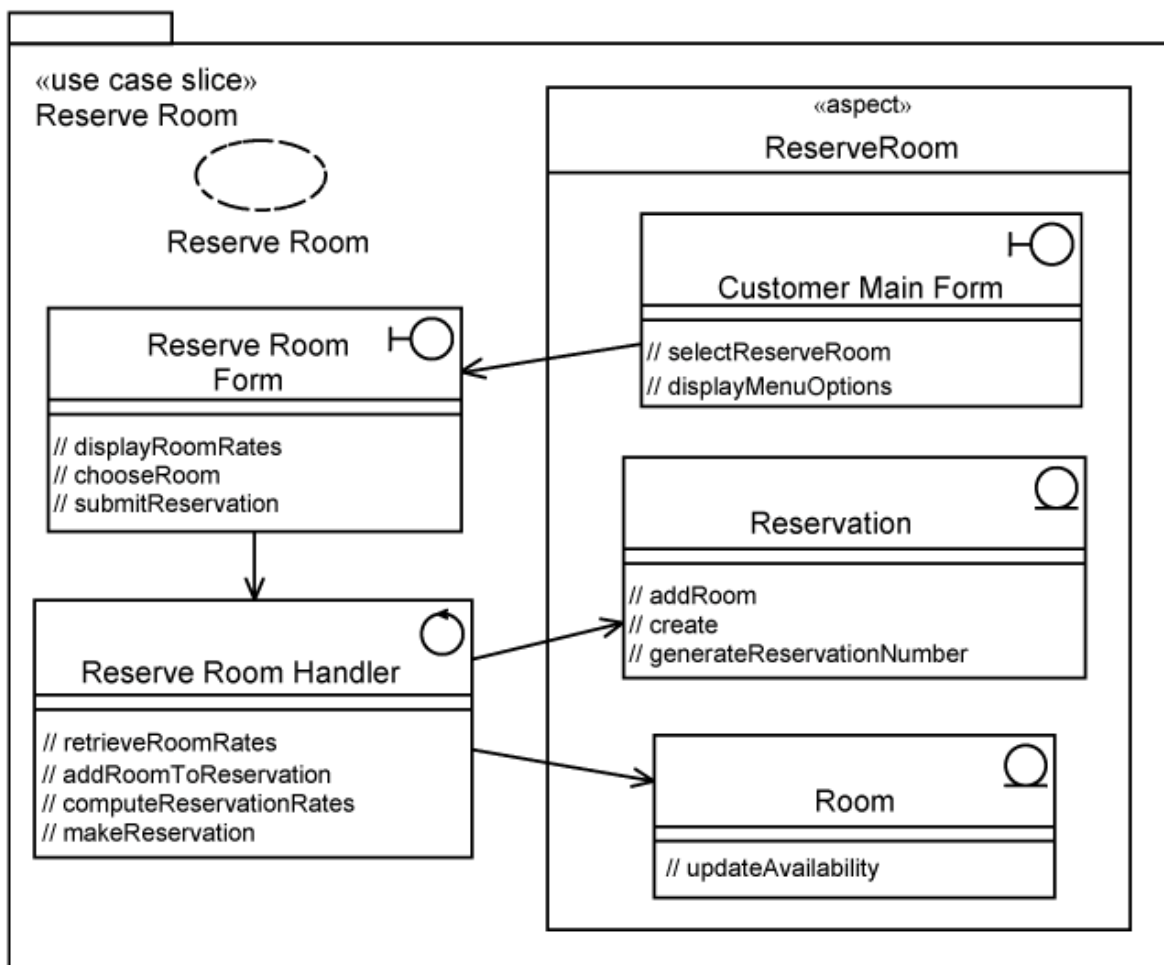 «use case slice»
Reserve Room
Reserve Room
«aspect»
ReserveRoom
Customer Main Form
// selectReserveRoom
// displayMenuOptions
Reserve Room
Form
// displayRoomRates
// chooseRoom
// submitReservation
Reservation
// addRoom
// create
// generateReservationNumber
Reserve Room Handler
// retrieveRoomRates
// addRoomToReservation
// computeReservationRates
// makeReservation
Room
// updateAvailability